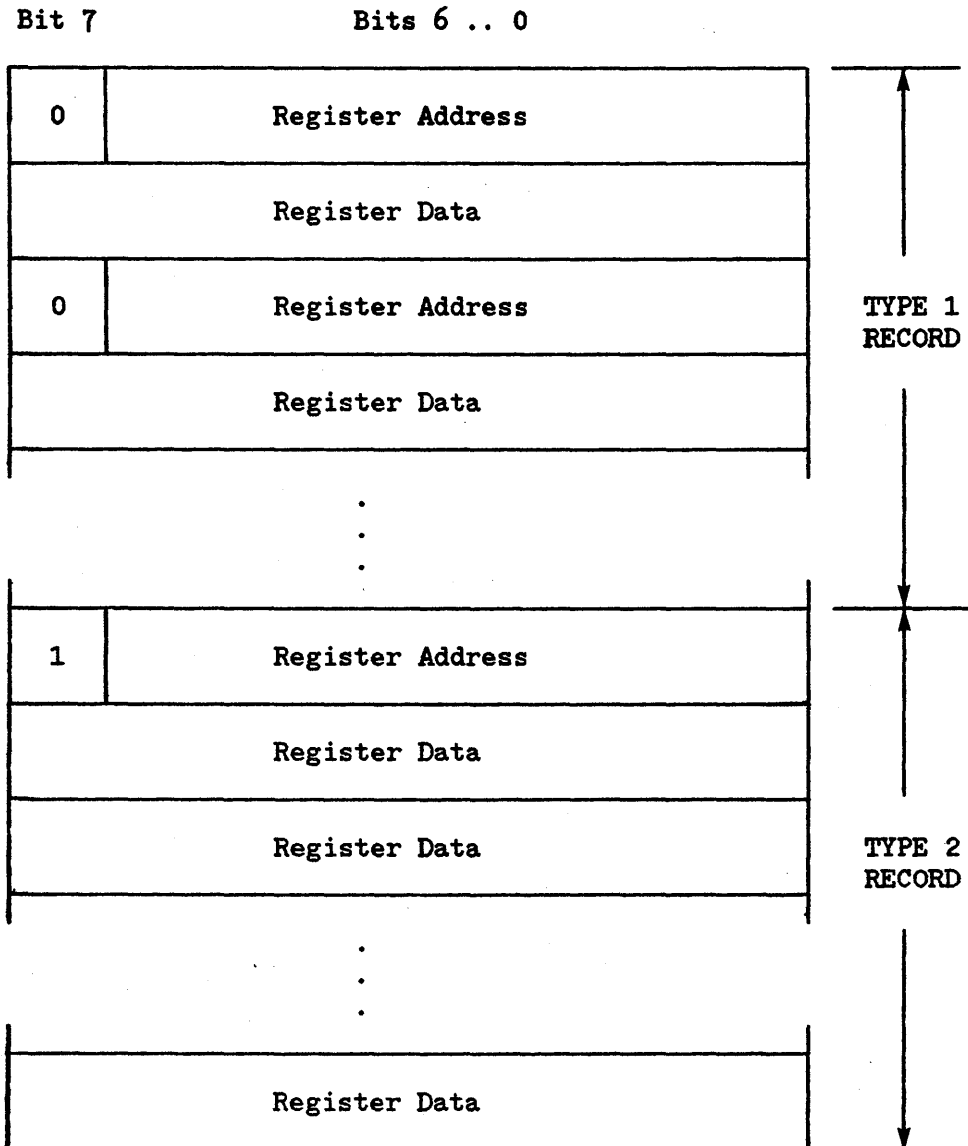 Bit 7 Bits 6 .. 0
0 Register Address
Register Data
0 Register Address
TYPE 1
RECORD
Register Data
.
.
.
1 Register Address
Register Data
Register Data
TYPE 2
RECORD
.
.
.
Register Data